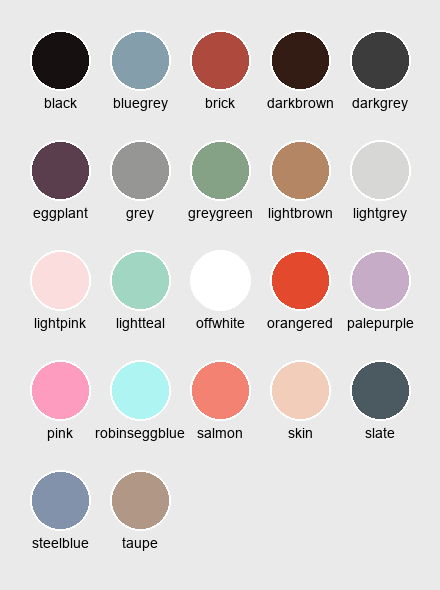 black bluegrey brick darkbrown darkgrey
eggplant grey greygreen lightbrown lightgrey
lightpink lightteal offwhite orangered palepurple
pink robinseggblue salmon skin slate
steelblue taupe